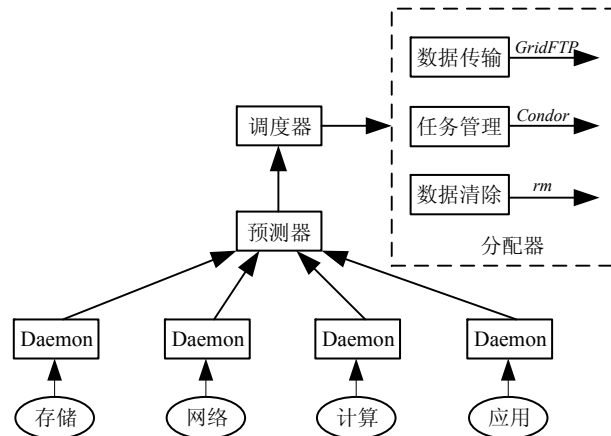 数据传输
GridFTP
调度器
任务管理
Condor
数据清除
rm
预测器
分配器
Daemon
Daemon
Daemon
Daemon
存储
网络
计算
应用